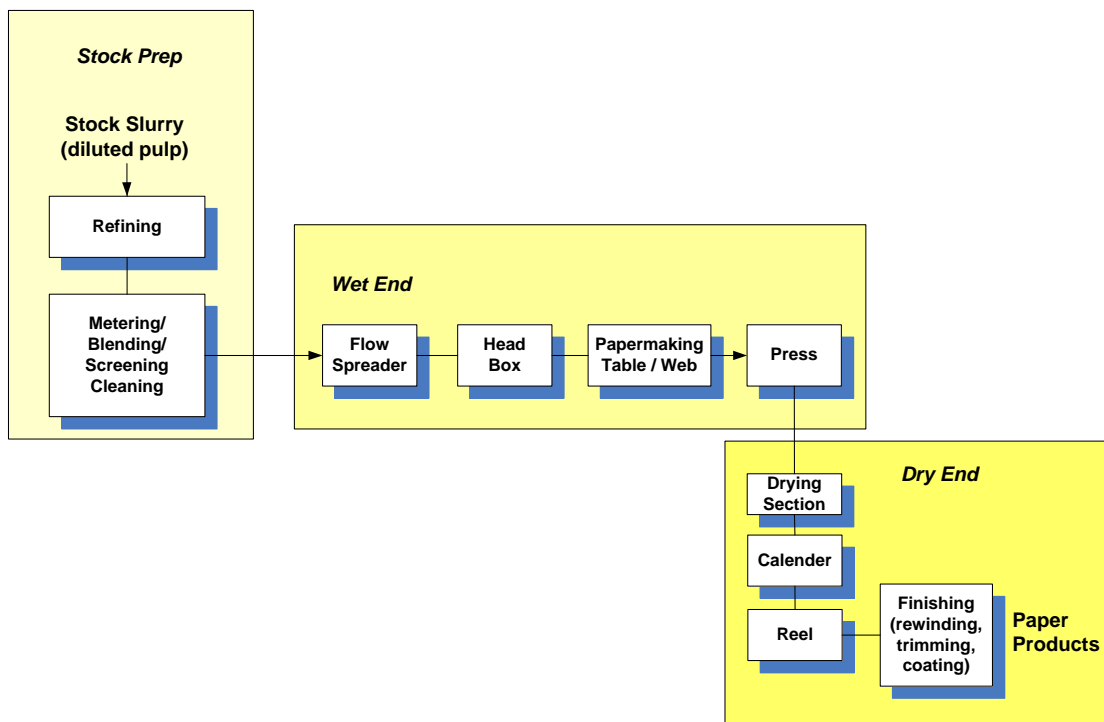 Stock Prep
Stock Slurry
(diluted pulp)
Refining
Metering/
Blending/
Screening
Cleaning
Wet End
Flow
Spreader
Head
Box
Papermaking
Table / Web
Press
Dry End
Drying
Section
Calender
Reel
Finishing
(rewinding,
trimming,
coating)
Paper
Products